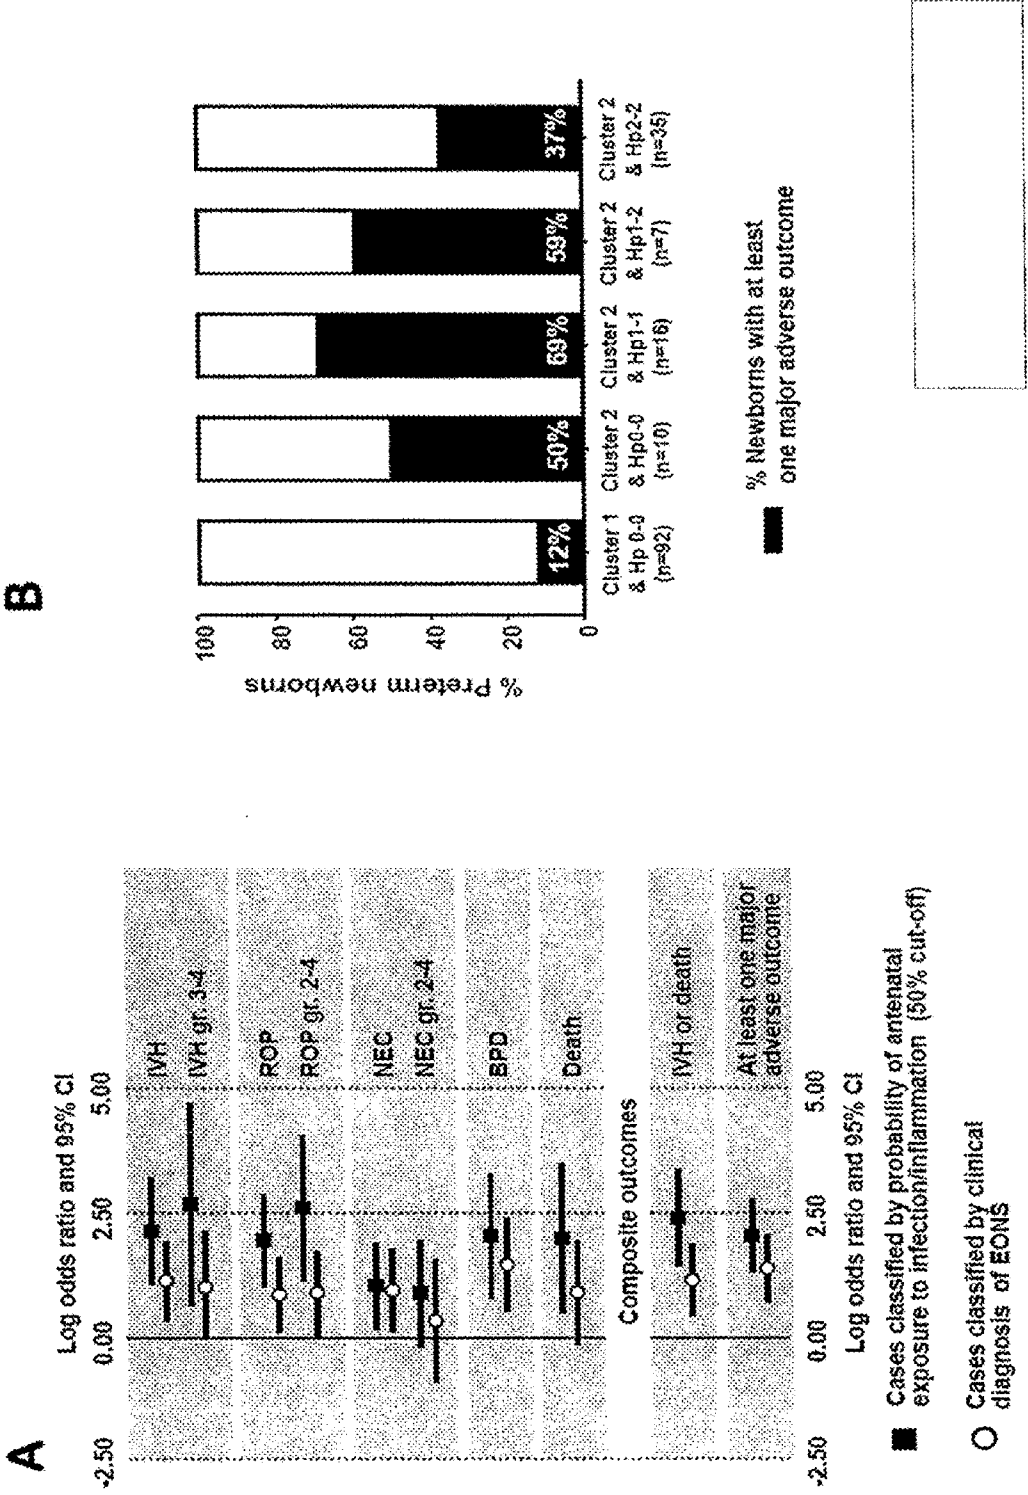 A
Log odds ratio and 95% CI
-2.50
0.00
2.50
5.00
IVH
IVH gr. 3-4
ROP
ROP gr. 2-4
NEC
NEC gr. 2-4
BPD
Death
Composite outcomes
IVH or death
At least one major
adverse outcome
-2.50
0.00
2.50
5.00
Log odds ratio and 95% CI
Cases classified by probability of antenatal
exposure to infection/inflammation (50% cut-off)
Cases classified by clinical
diagnosis of EONS
B
% Preterm newborns
100
80
60
40
20
0
12%
50%
69%
59%
37%
Cluster 1
& Hp 0-0
(n=92)
Cluster 2
& Hp0-0
(n=10)
Cluster 2
& Hp1-1
(n=16)
Cluster 2
& Hp1-2
(n=7)
Cluster 2
& Hp2-2
(n=35)
% Newborns with at least
one major adverse outcome